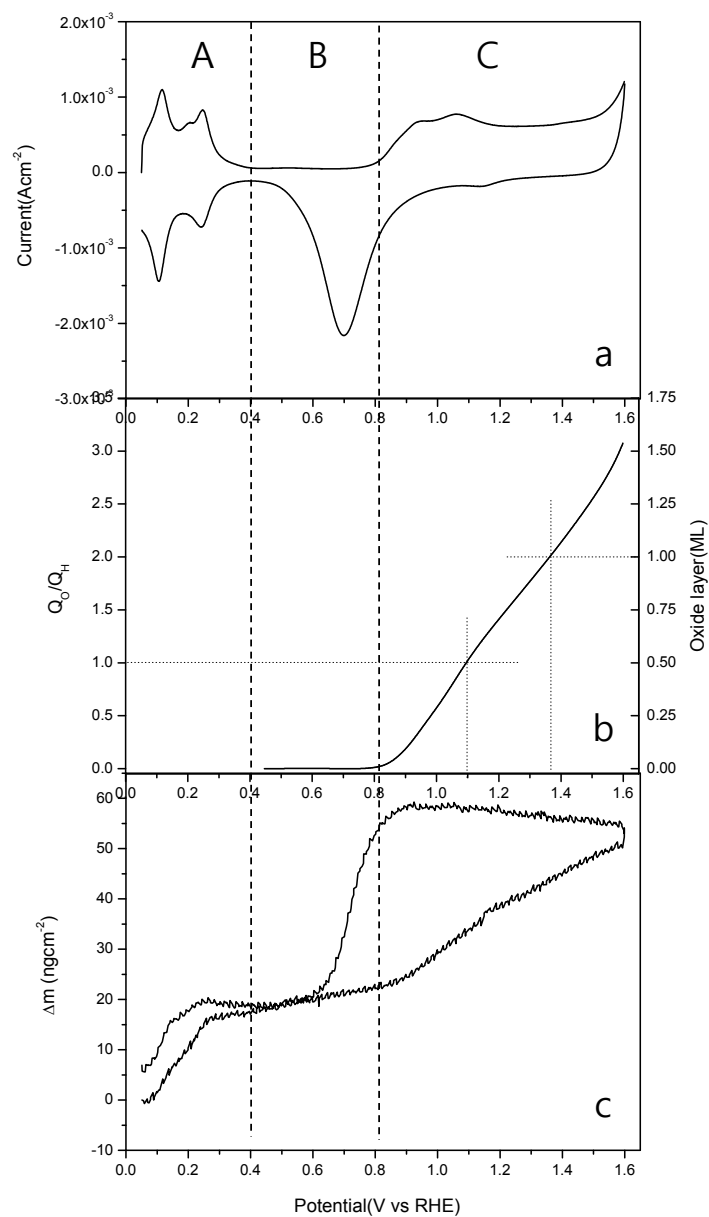 2.0x10⁻³
A B C
1.0x10⁻³
0.0
-1.0x10⁻³
-2.0x10⁻³
-3.0x10⁻³
Current(Acm⁻²)
a
0.0 0.2 0.4 0.6 0.8 1.0 1.2 1.4 1.6
3.5 1.75
3.0 1.50
2.5 1.25
2.0 1.00
1.5 0.75
1.0 0.50
0.5 0.25
0.0 0.00
Q_O/Q_H
Oxide layer(ML)
b
0.0 0.2 0.4 0.6 0.8 1.0 1.2 1.4 1.6
60
50
40
30
20
10
0
-10
Δm (ngcm⁻²)
c
0.0 0.2 0.4 0.6 0.8 1.0 1.2 1.4 1.6
Potential(V vs RHE)